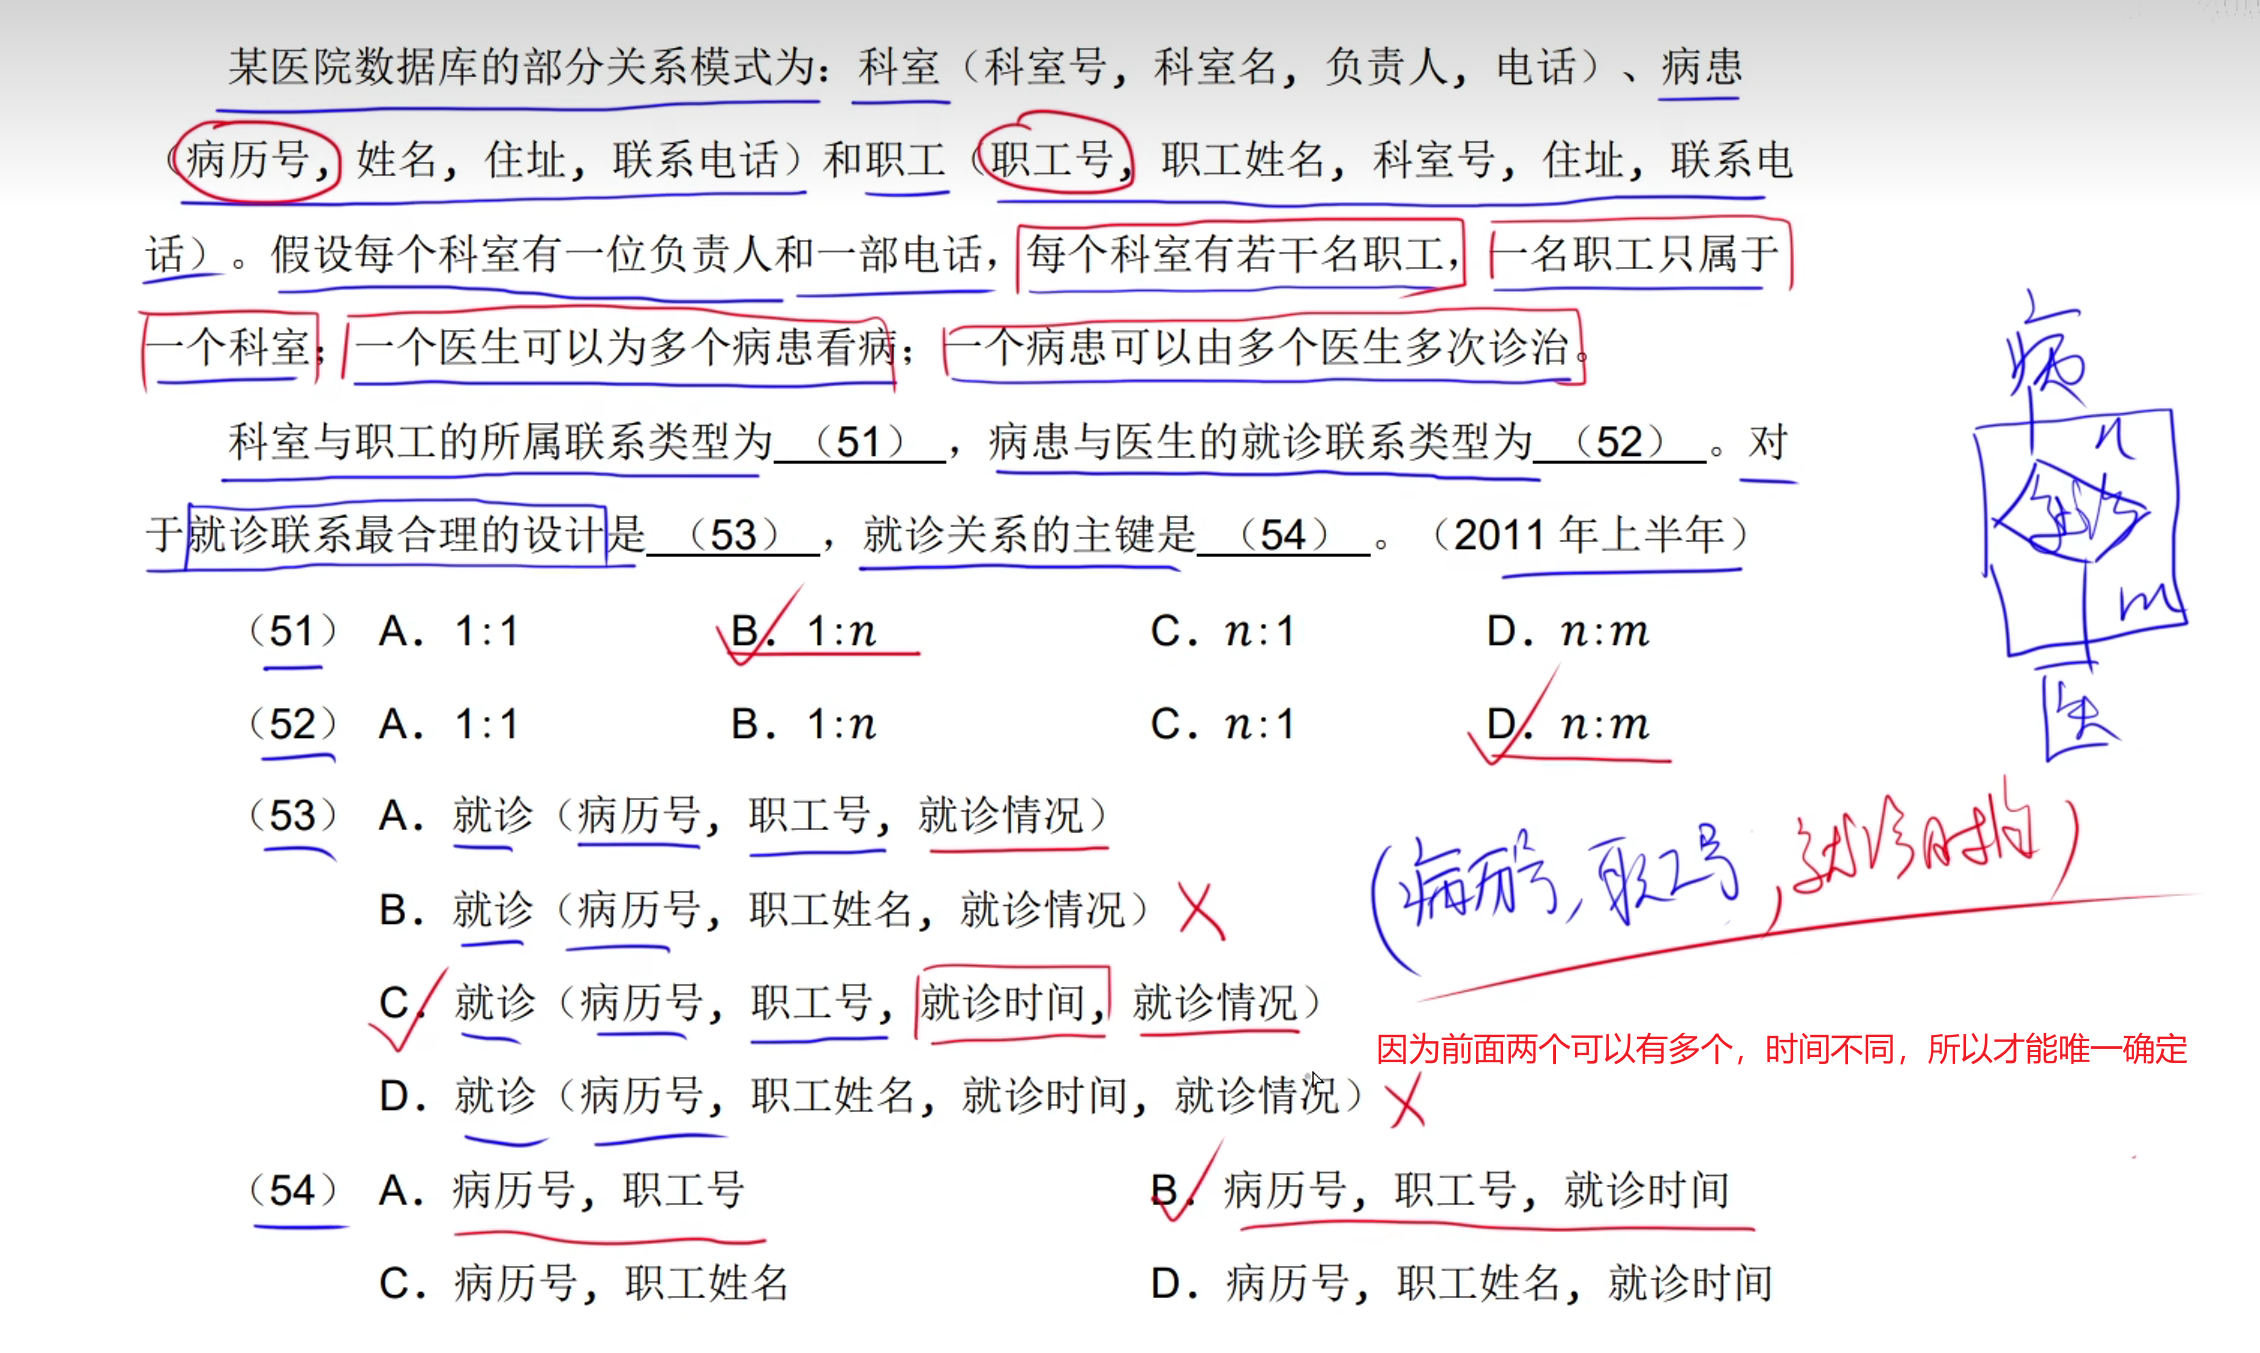 某医院数据库的部分关系模式为：科室（科室号，科室名，负责人，电话）、病患
（病历号，姓名，住址，联系电话）和职工（职工号，职工姓名，科室号，住址，联系电
话）。假设每个科室有一位负责人和一部电话，每个科室有若干名职工，一名职工只属于
一个科室；一个医生可以为多个病患看病；一个病患可以由多个医生多次诊治。
科室与职工的所属联系类型为（51），病患与医生的就诊联系类型为（52）。对
于就诊联系最合理的设计是（53），就诊关系的主键是（54）。（2011 年上半年）
病
n
就诊
m
医
（51） A．1:1 B．1:n C．n:1 D．n:m
（52） A．1:1 B．1:n C．n:1 D．n:m
（53） A．就诊（病历号，职工号，就诊情况）
B．就诊（病历号，职工姓名，就诊情况）
(病历号,职工号,就诊时间)
C．就诊（病历号，职工号，就诊时间，就诊情况）
因为前面两个可以有多个，时间不同，所以才能唯一确定
D．就诊（病历号，职工姓名，就诊时间，就诊情况）
（54） A．病历号，职工号 B．病历号，职工号，就诊时间
C．病历号，职工姓名 D．病历号，职工姓名，就诊时间